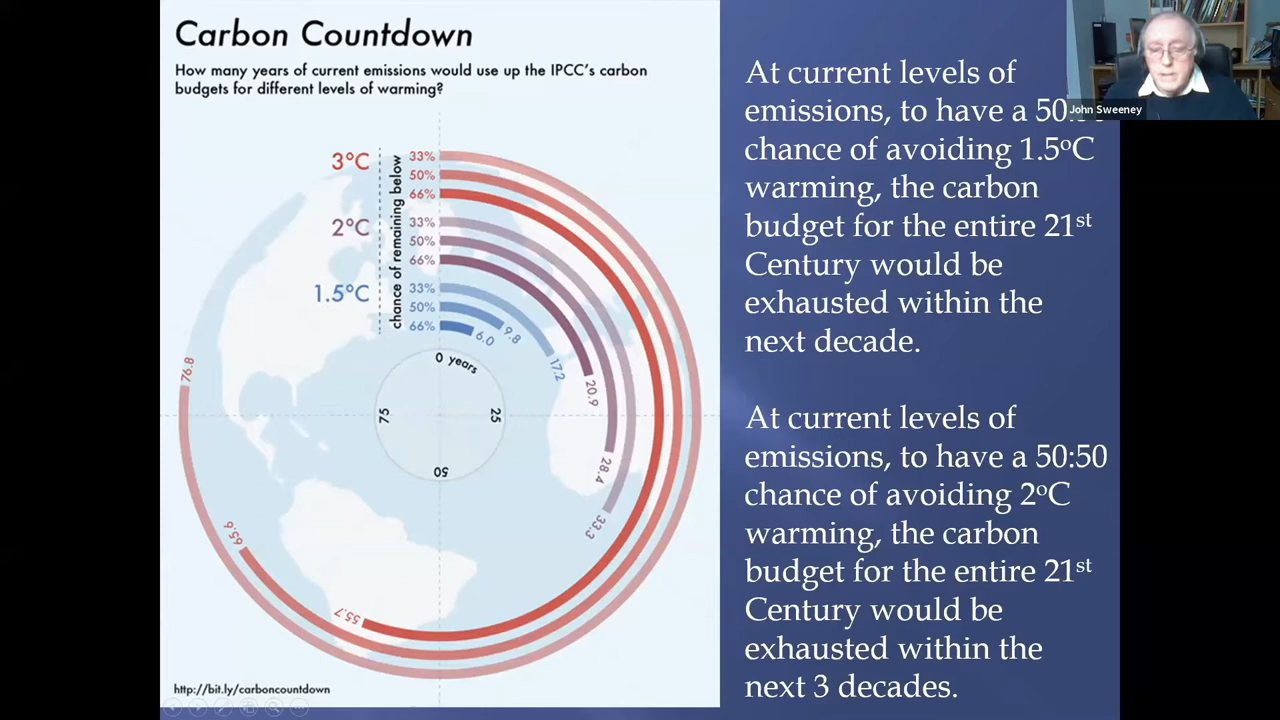 Carbon Countdown
How many years of current emissions would use up the IPCC's carbon
budgets for different levels of warming?
3°C
2°C
1.5°C
chance of remaining below
33%
50%
66%
33%
50%
66%
33%
50%
66%
76.8
65.6
55.7
33.3
28.4
20.9
17.2
9.8
6.0
0 years
25
50
75
http://bit.ly/carboncountdown
At current levels of
emissions, to have a
chance of avoiding 1.5ºC
warming, the carbon
budget for the entire 21st
Century would be
exhausted within the
next decade.
At current levels of
emissions, to have a 50:50
chance of avoiding 2ºC
warming, the carbon
budget for the entire 21st
Century would be
exhausted within the
next 3 decades.
John Sweeney